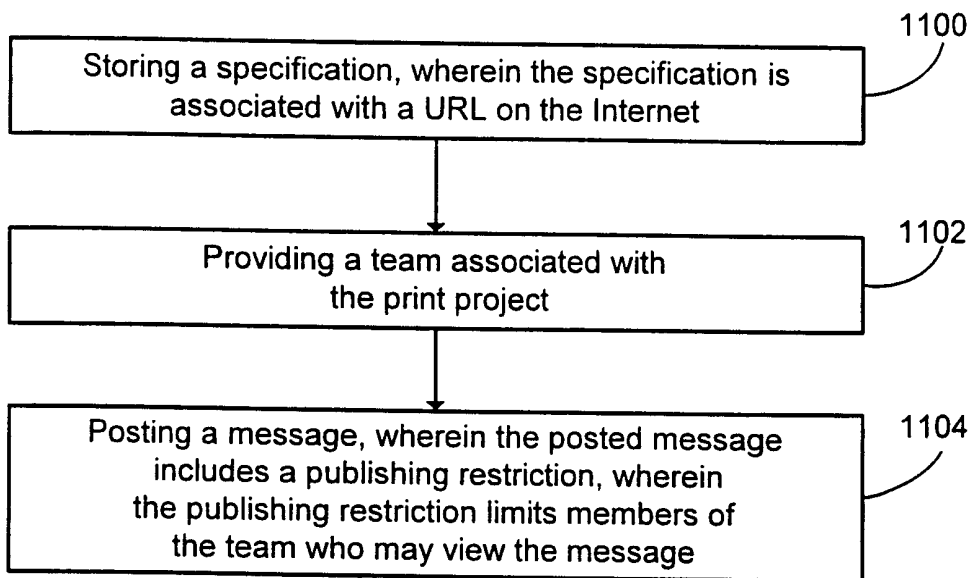 1100
Storing a specification, wherein the specification is
associated with a URL on the Internet
1102
Providing a team associated with
the print project
1104
Posting a message, wherein the posted message
includes a publishing restriction, wherein
the publishing restriction limits members of
the team who may view the message